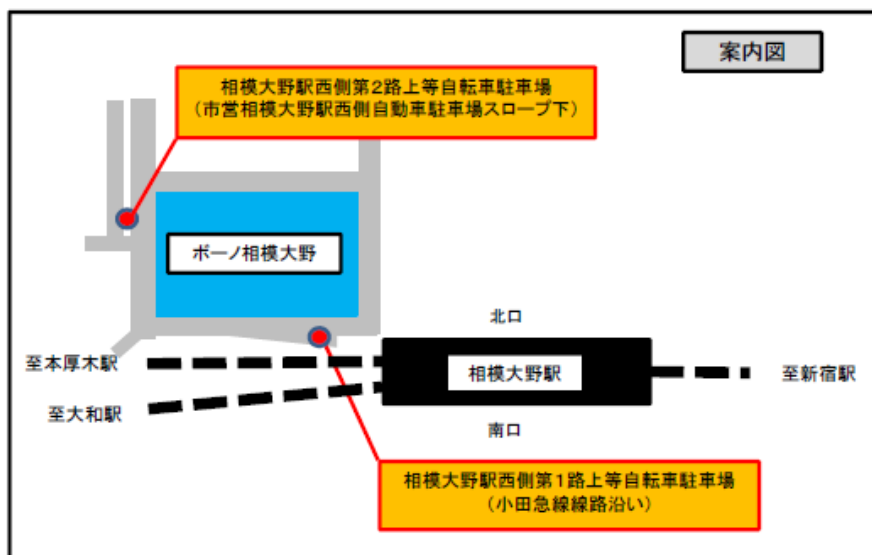 案内図
相模大野駅西側第2路上等自転車駐車場
（市営相模大野駅西側自動車駐車場スロープ下）
ボーノ相模大野
北口
至本厚木駅
相模大野駅
至新宿駅
至大和駅
南口
相模大野駅西側第1路上等自転車駐車場
（小田急線線路沿い）